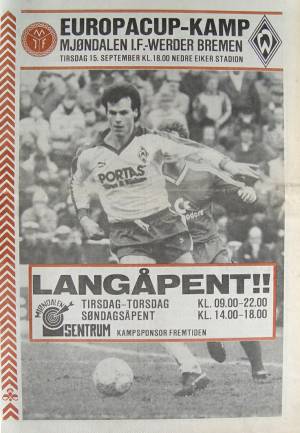 EUROPACUP-KAMP
MJØNDALEN I.F.-WERDER BREMEN
TIRSDAG 15. SEPTEMBER KL.18.00 NEDRE EIKER STADION
PORTAS
LANGÅPENT!!
TIRSDAG-TORSDAG KL. 09.00-22.00
SØNDAGSÅPENT KL. 14.00-18.00
MJØNDALEN
SENTRUM
KAMPSPONSOR FREMTIDEN